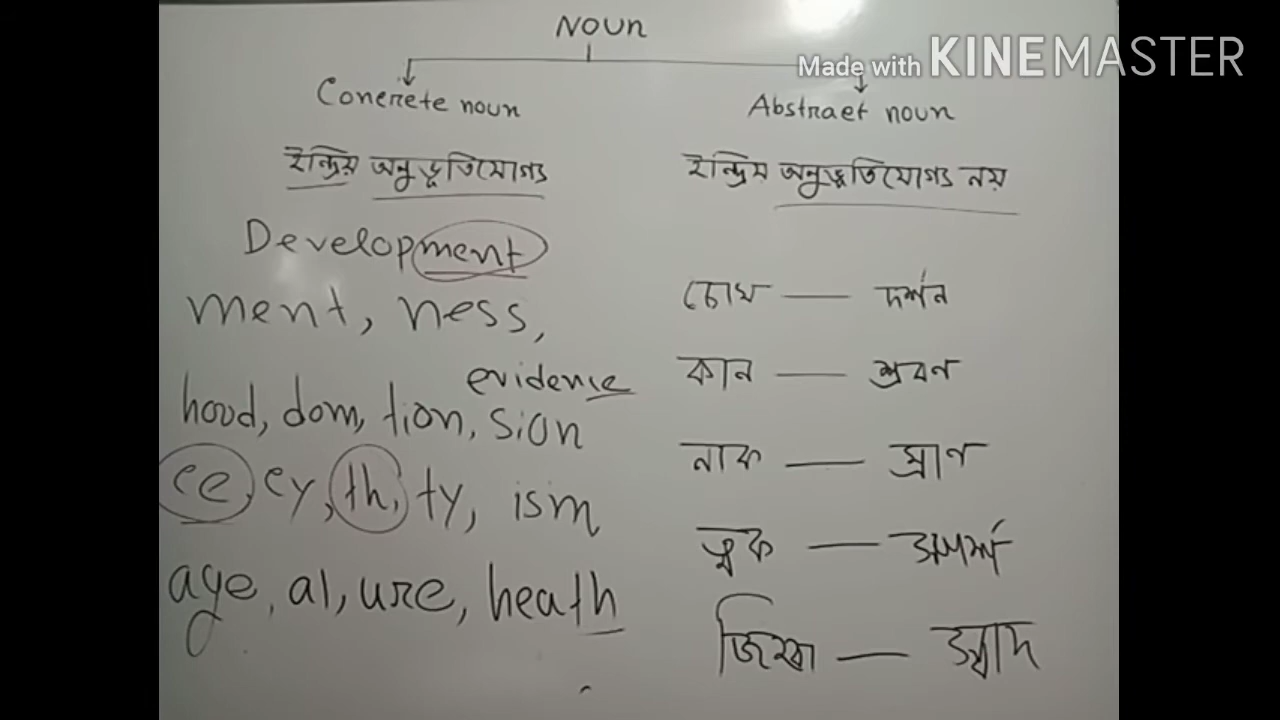 Noun
Made with KINEMASTER
Concrete noun
Abstract noun
ইন্দ্রিয় অনুভূতিযোগ্য
ইন্দ্রিয় অনুভূতিযোগ্য নয়
Development
ment, ness,
evidence
hood, dom, tion, sion
ce, cy, th, ty, ism
age, al, ure, heath
চোখ — দর্শন
কান — শ্রবন
নাক — ঘ্রাণ
ত্বক — স্পর্শ
জিহ্বা — স্বাদ